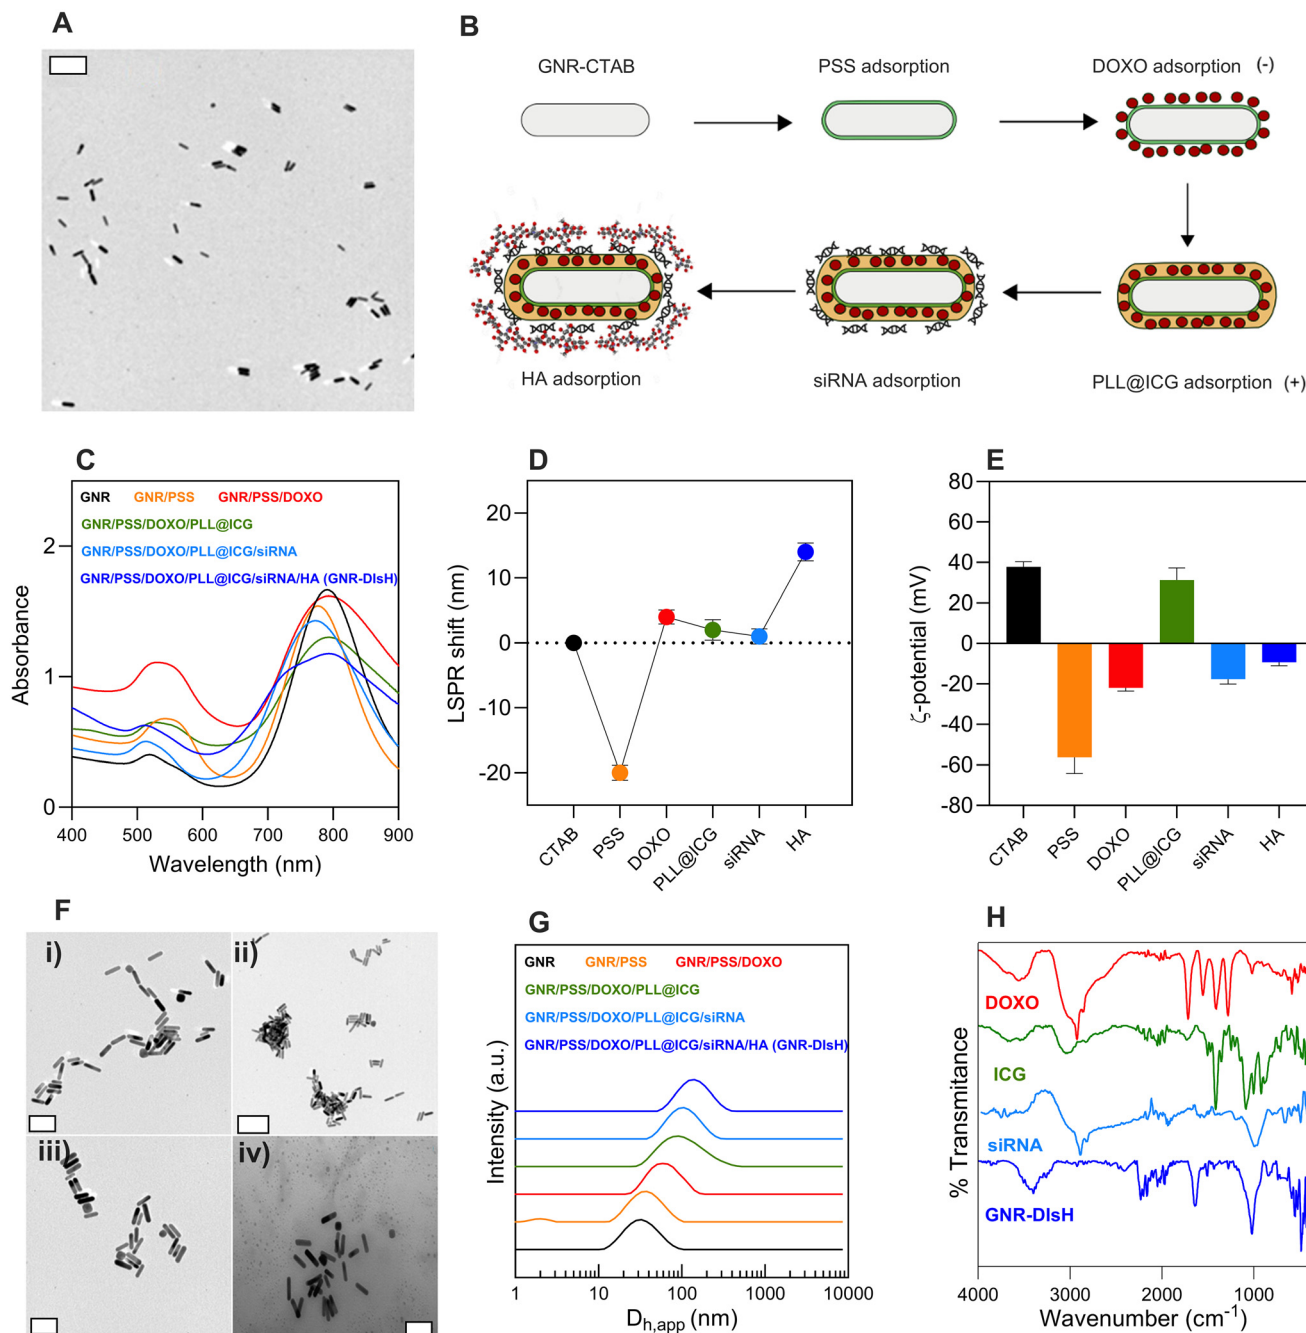 A
B
GNR-CTAB
PSS adsorption
DOXO adsorption (-)
HA adsorption
siRNA adsorption
PLL@ICG adsorption (+)
C
GNR GNR/PSS GNR/PSS/DOXO
GNR/PSS/DOXO/PLL@ICG
GNR/PSS/DOXO/PLL@ICG/siRNA
GNR/PSS/DOXO/PLL@ICG/siRNA/HA (GNR-DIsH)
Absorbance
2
1
0
400 500 600 700 800 900
Wavelength (nm)
D
LSPR shift (nm)
20
10
0
-10
-20
CTAB
PSS
DOXO
PLL@ICG
siRNA
HA
E
ζ-potential (mV)
80
60
40
20
0
-20
-40
-60
-80
CTAB
PSS
DOXO
PLL@ICG
siRNA
HA
F
i)
ii)
iii)
iv)
G
GNR GNR/PSS GNR/PSS/DOXO
GNR/PSS/DOXO/PLL@ICG
GNR/PSS/DOXO/PLL@ICG/siRNA
GNR/PSS/DOXO/PLL@ICG/siRNA/HA (GNR-DIsH)
Intensity (a.u.)
1 10 100 1000 10000
Dh,app (nm)
H
% Transmitance
DOXO
ICG
siRNA
GNR-DIsH
4000 3000 2000 1000
Wavenumber (cm-1)